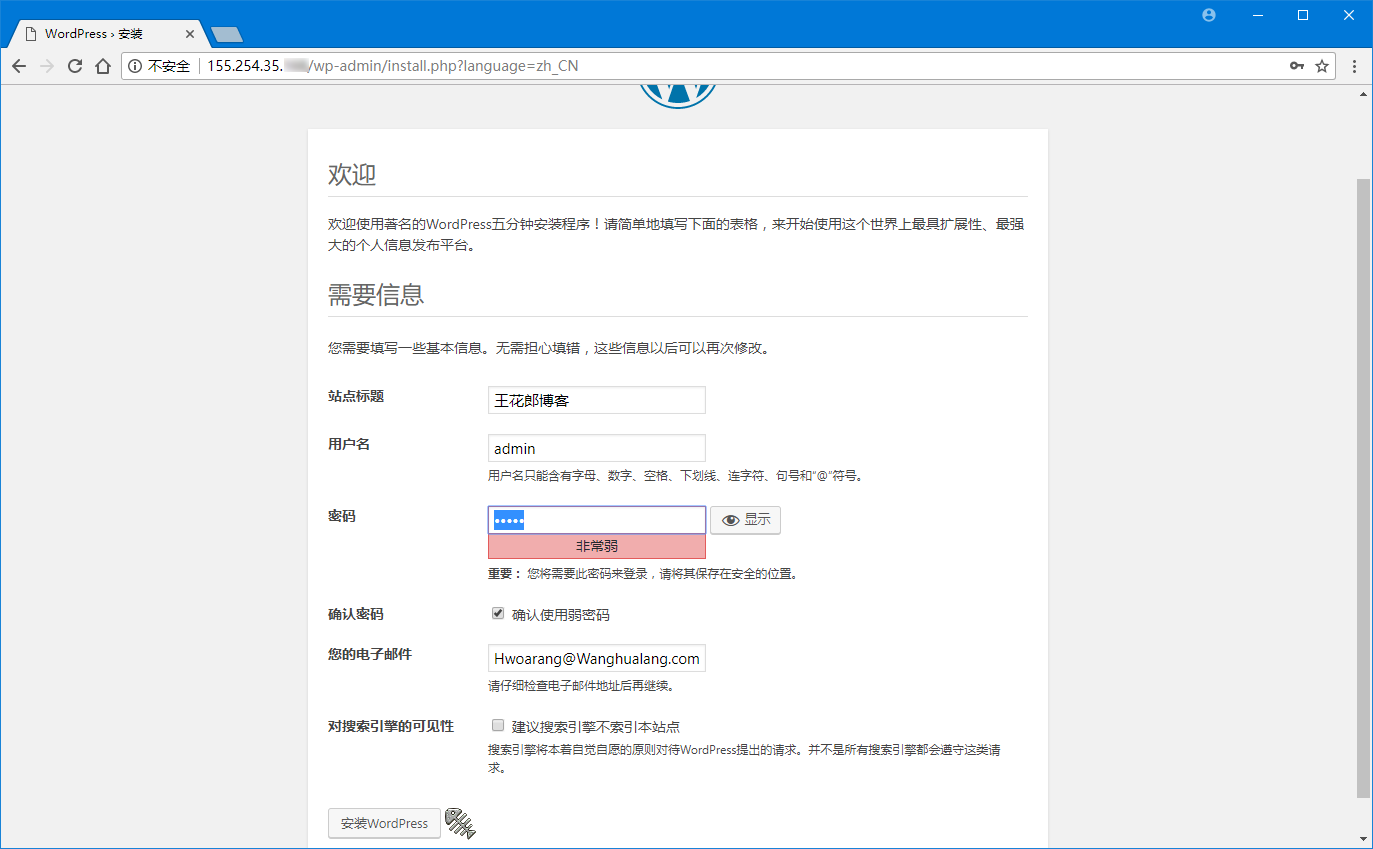 WordPress › 安装
不安全 155.254.35. /wp-admin/install.php?language=zh_CN
欢迎
欢迎使用著名的WordPress五分钟安装程序！请简单地填写下面的表格，来开始使用这个世界上最具扩展性、最强
大的个人信息发布平台。
需要信息
您需要填写一些基本信息。无需担心填错，这些信息以后可以再次修改。
站点标题 王花郎博客
用户名 admin
用户名只能含有字母、数字、空格、下划线、连字符、句号和“@”符号。
密码 ••••• 显示
非常弱
重要： 您将需要此密码来登录，请将其保存在安全的位置。
确认密码 确认使用弱密码
您的电子邮件 Hwoarang@Wanghualang.com
请仔细检查电子邮件地址后再继续。
对搜索引擎的可见性 建议搜索引擎不索引本站点
搜索引擎将本着自觉自愿的原则对待WordPress提出的请求。并不是所有搜索引擎都会遵守这类请
求。
安装WordPress